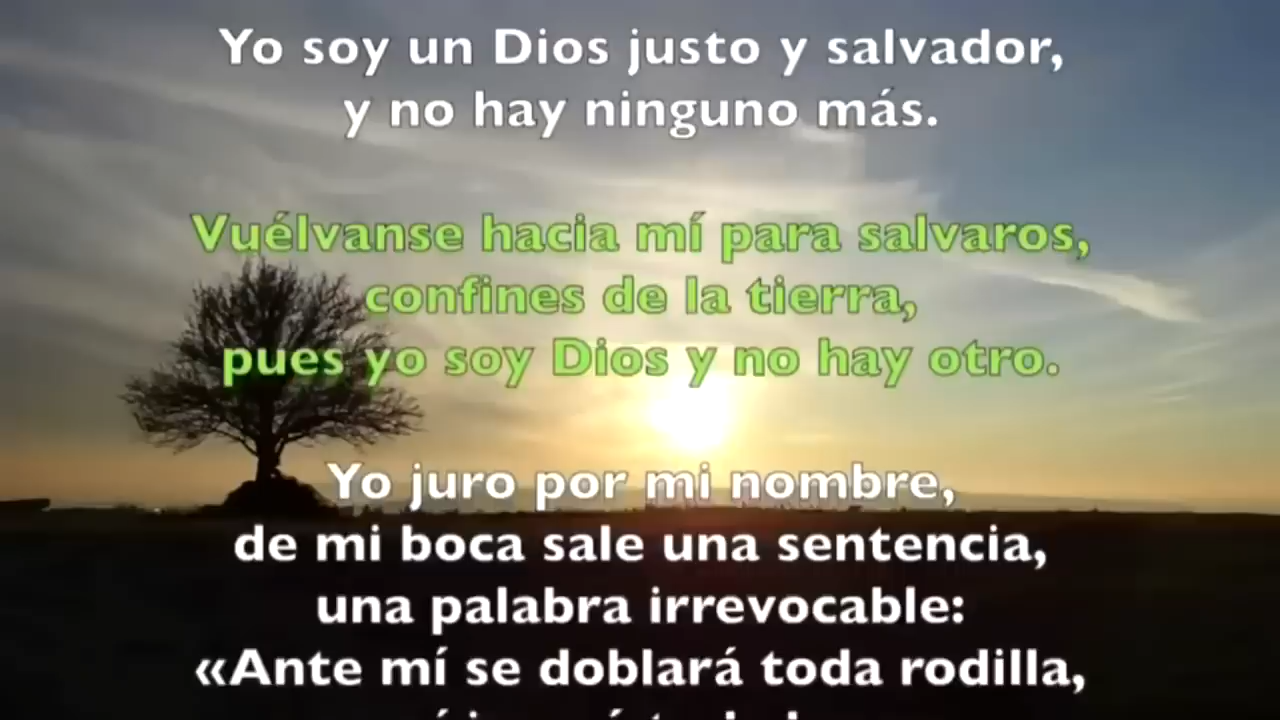 Yo soy un Dios justo y salvador,
y no hay ninguno más.
Vuélvanse hacia mí para salvaros,
confines de la tierra,
pues yo soy Dios y no hay otro.
Yo juro por mi nombre,
de mi boca sale una sentencia,
una palabra irrevocable:
«Ante mí se doblará toda rodilla,